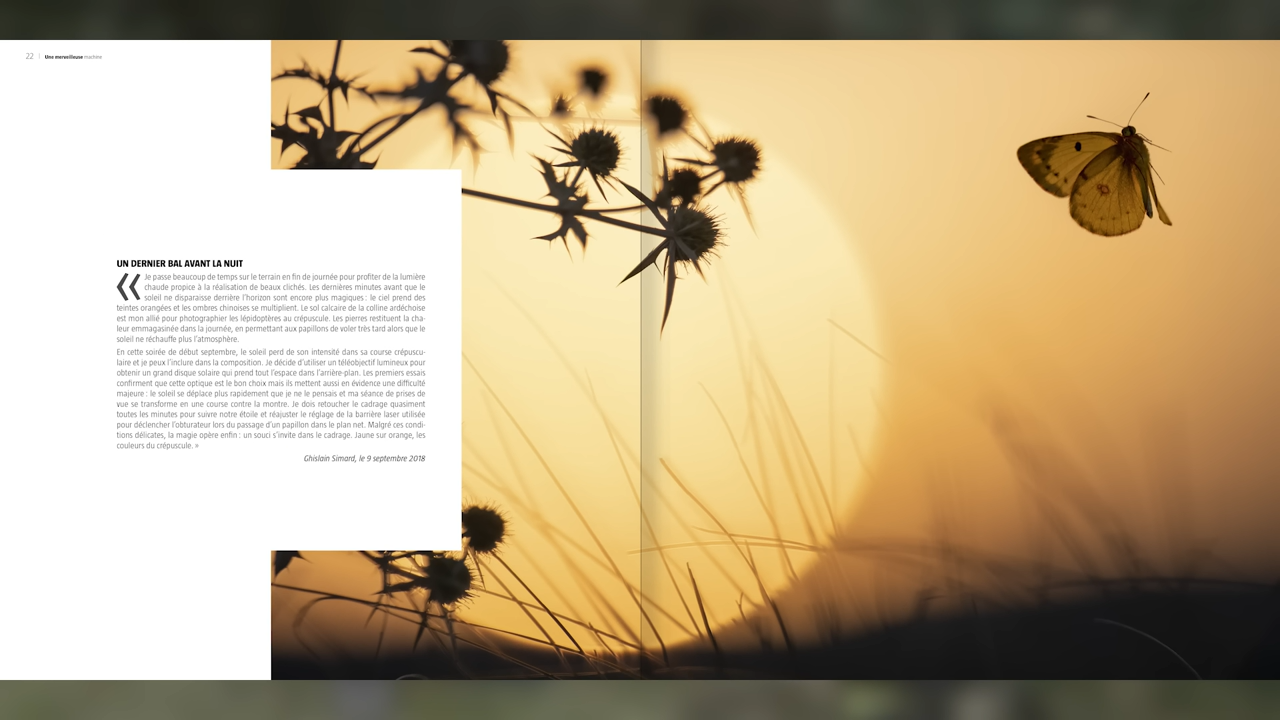 22 | Une merveilleuse machine
UN DERNIER BAL AVANT LA NUIT
« Je passe beaucoup de temps sur le terrain en fin de journée pour profiter de la lumière
chaude propice à la réalisation de beaux clichés. Les dernières minutes avant que le
soleil ne disparaisse derrière l'horizon sont encore plus magiques : le ciel prend des
teintes orangées et les ombres chinoises se multiplient. Le sol calcaire de la colline ardéchoise
est mon allié pour photographier les lépidoptères au crépuscule. Les pierres restituent la cha-
leur emmagasinée dans la journée, en permettant aux papillons de voler très tard alors que le
soleil ne réchauffe plus l'atmosphère.
En cette soirée de début septembre, le soleil perd de son intensité dans sa course crépuscu-
laire et je peux l'inclure dans la composition. Je décide d'utiliser un téléobjectif lumineux pour
obtenir un grand disque solaire qui prend tout l'espace dans l'arrière-plan. Les premiers essais
confirment que cette optique est le bon choix mais ils mettent aussi en évidence une difficulté
majeure : le soleil se déplace plus rapidement que je ne le pensais et ma séance de prises de
vue se transforme en une course contre la montre. Je dois retoucher le cadrage quasiment
toutes les minutes pour suivre notre étoile et réajuster le réglage de la barrière laser utilisée
pour déclencher l'obturateur lors du passage d'un papillon dans le plan net. Malgré ces condi-
tions délicates, la magie opère enfin : un souci s'invite dans le cadrage. Jaune sur orange, les
couleurs du crépuscule. »
Ghislain Simard, le 9 septembre 2018